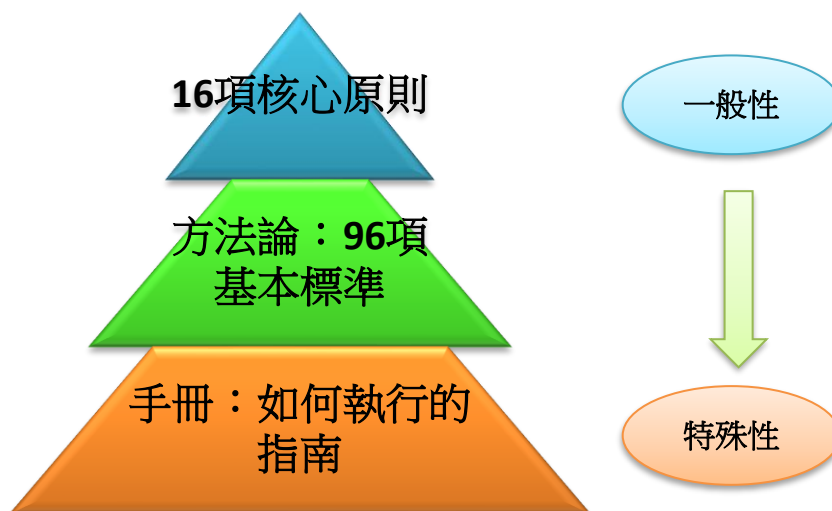 16項核心原則
一般性
方法論：96項
基本標準
手冊：如何執行的
指南
特殊性